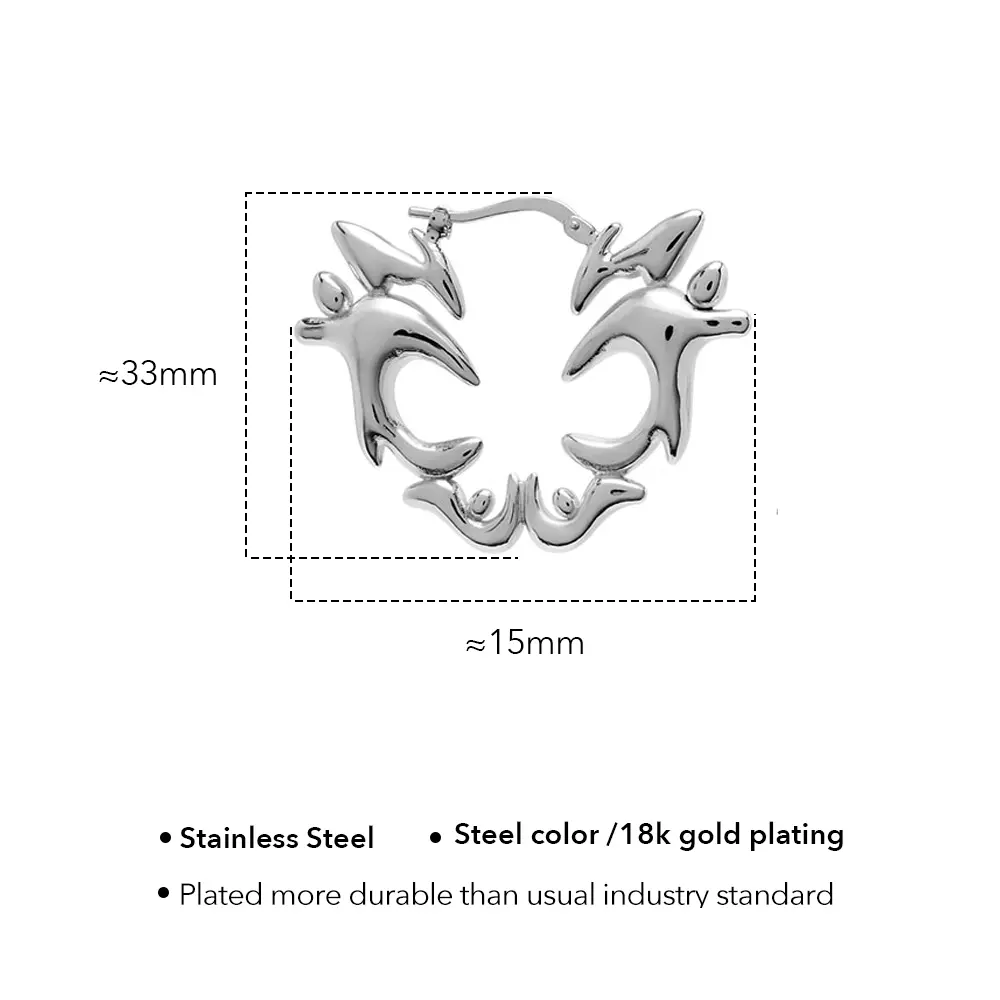 ≈33mm
≈15mm
• Stainless Steel • Steel color /18k gold plating
• Plated more durable than usual industry standard